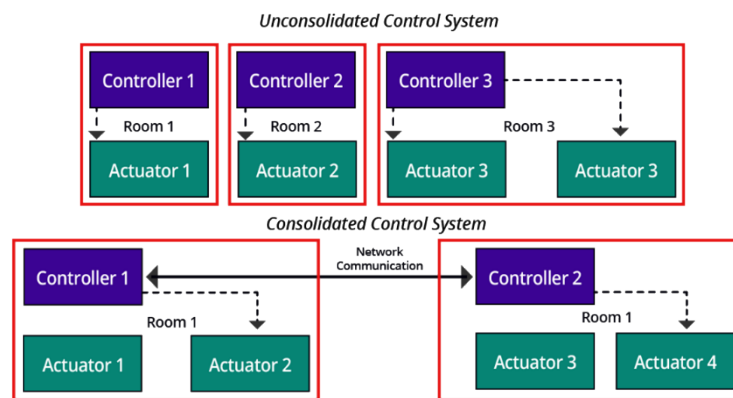 Unconsolidated Control System
Controller 1
Controller 2
Controller 3
Room 1
Room 2
Room 3
Actuator 1
Actuator 2
Actuator 3
Actuator 3
Consolidated Control System
Controller 1
Network
Communication
Controller 2
Room 1
Room 1
Actuator 1
Actuator 2
Actuator 3
Actuator 4